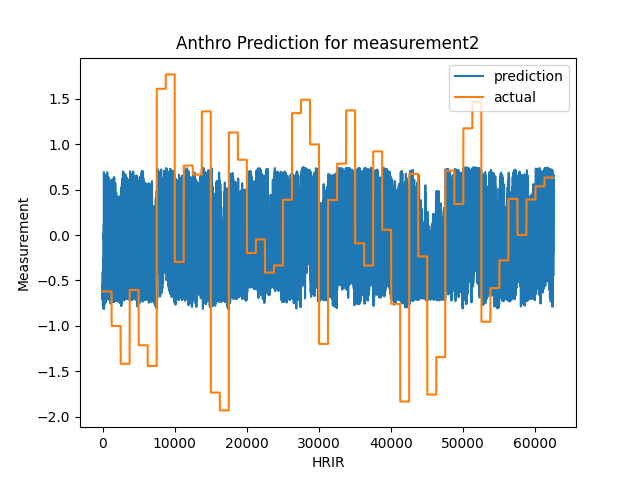 Anthro Prediction for measurement2
prediction
actual
Measurement
1.5
1.0
0.5
0.0
−0.5
−1.0
−1.5
−2.0
0 10000 20000 30000 40000 50000 60000
HRIR